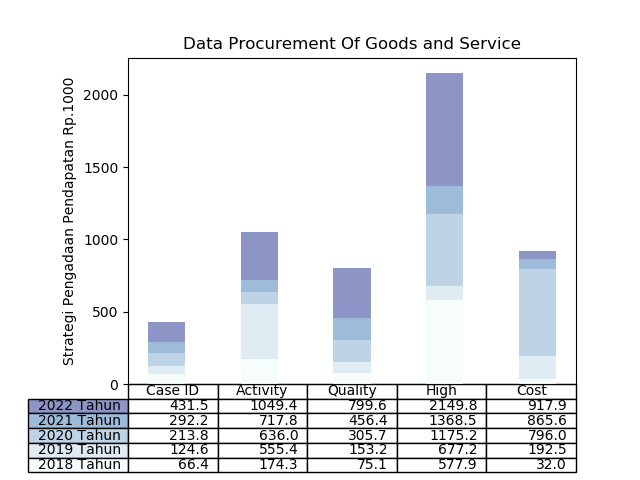 Data Procurement Of Goods and Service
Strategi Pengadaan Pendapatan Rp.1000
2000
1500
1000
500
0
Case ID Activity Quality High Cost
2022 Tahun 431.5 1049.4 799.6 2149.8 917.9
2021 Tahun 292.2 717.8 456.4 1368.5 865.6
2020 Tahun 213.8 636.0 305.7 1175.2 796.0
2019 Tahun 124.6 555.4 153.2 677.2 192.5
2018 Tahun 66.4 174.3 75.1 577.9 32.0